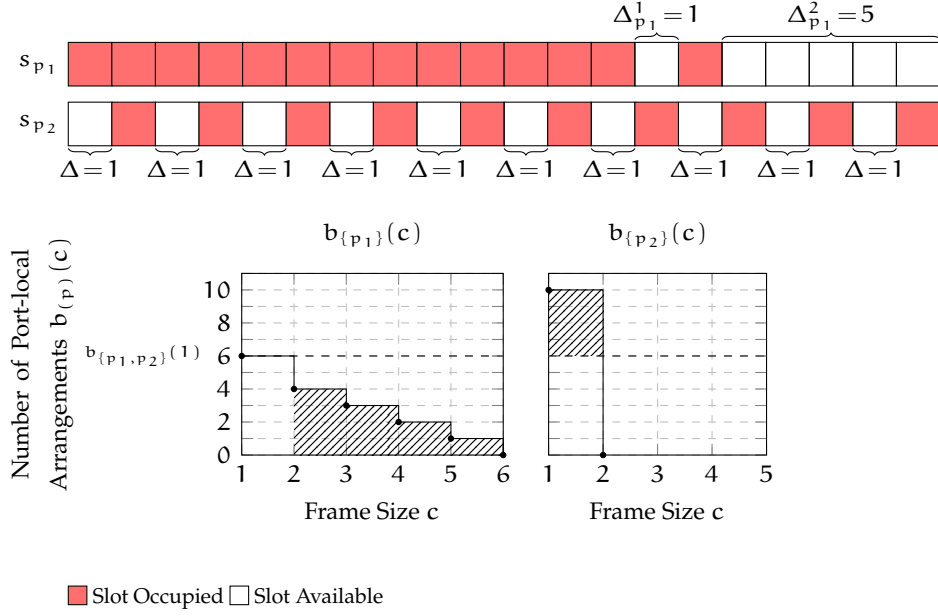 Δ¹ₚ₁=1 Δ²ₚ₁=5
s p₁
s p₂
Δ=1 Δ=1 Δ=1 Δ=1 Δ=1 Δ=1 Δ=1 Δ=1 Δ=1 Δ=1
b{p₁}(c) b{p₂}(c)
Number of Port-local
Arrangements b(p)(c)
10
8
b{p₁,p₂}(1) 6
4
2
0
1 2 3 4 5 6 1 2 3 4 5
Frame Size c Frame Size c
Slot Occupied Slot Available